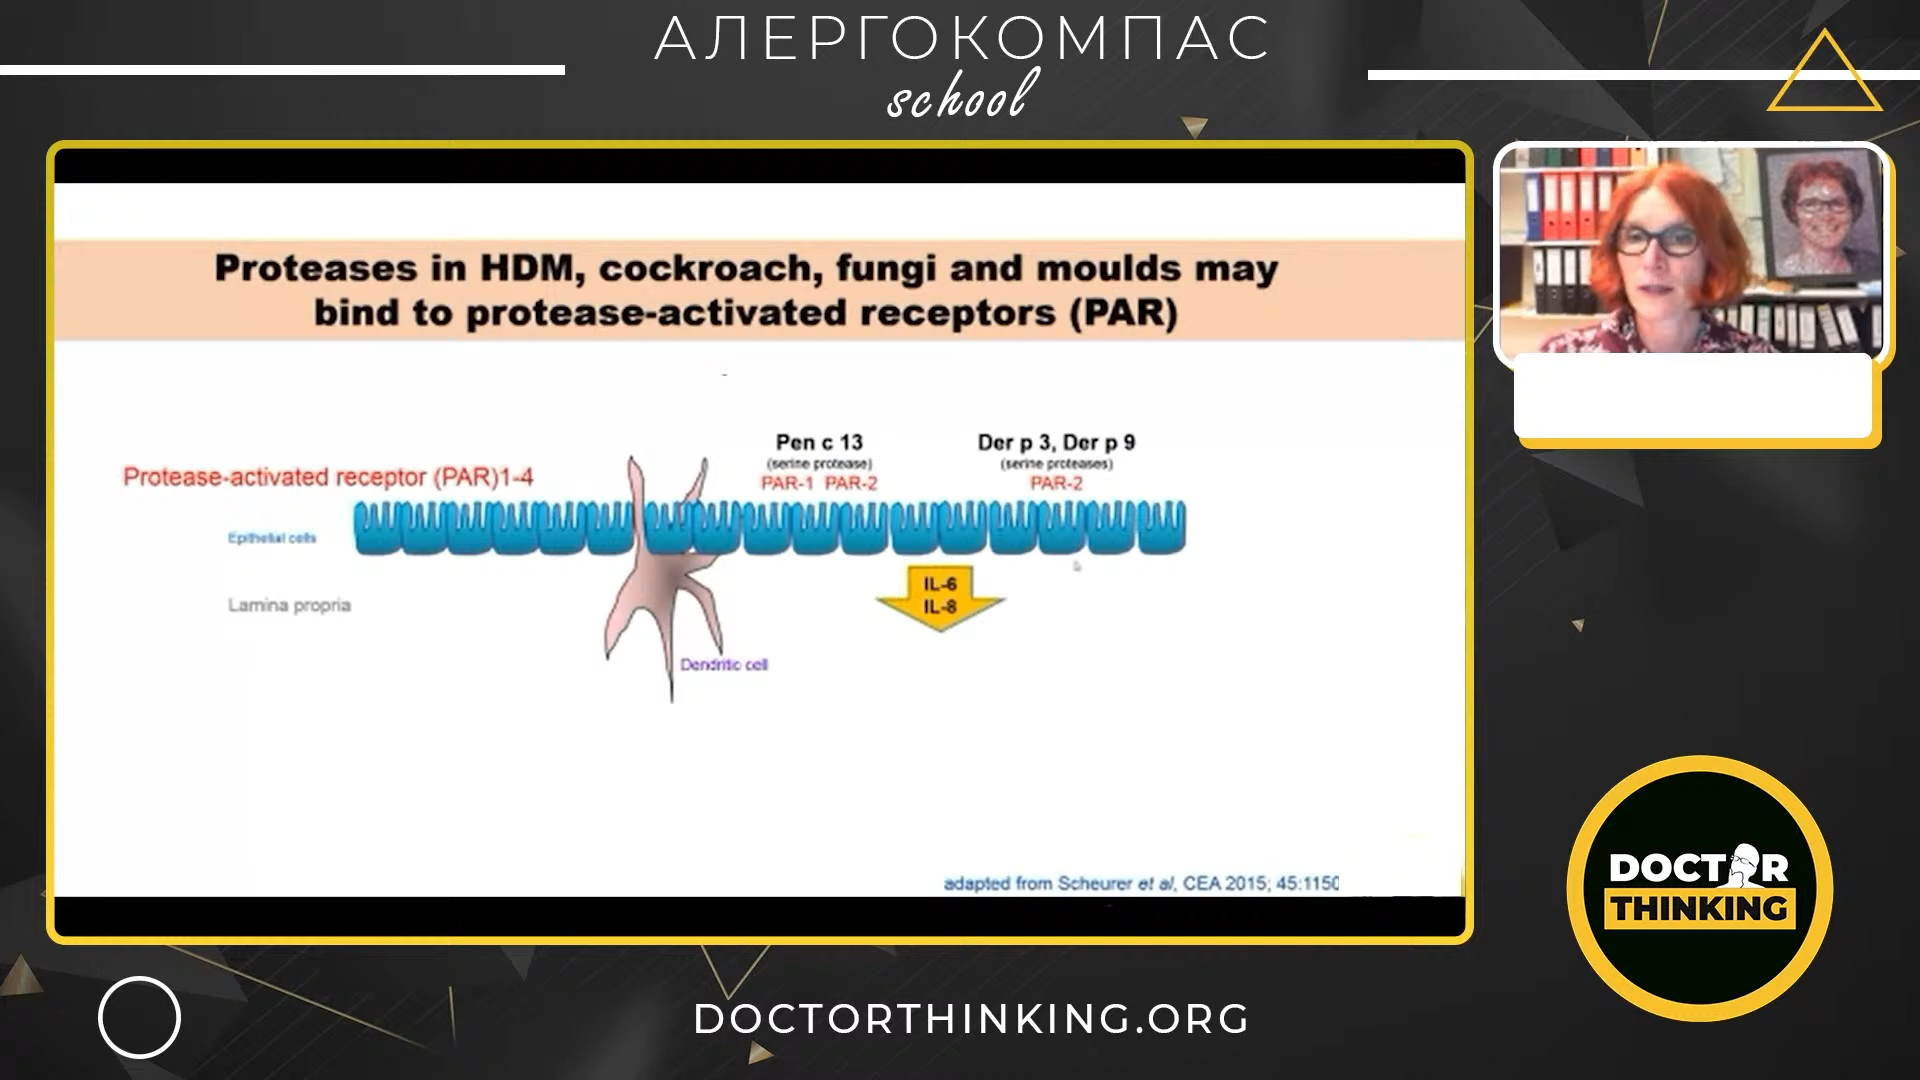 АЛЕРГОКОМПАС
school
Proteases in HDM, cockroach, fungi and moulds may
bind to protease-activated receptors (PAR)
Protease-activated receptor (PAR)1-4
Pen c 13
(serine protease)
PAR-1 PAR-2
Der p 3, Der p 9
(serine proteases)
PAR-2
Epithelial cells
Lamina propria
IL-6
IL-8
Dendritic cell
adapted from Scheurer et al, CEA 2015; 45:1150
DOCTOR
THINKING
DOCTORTHINKING.ORG